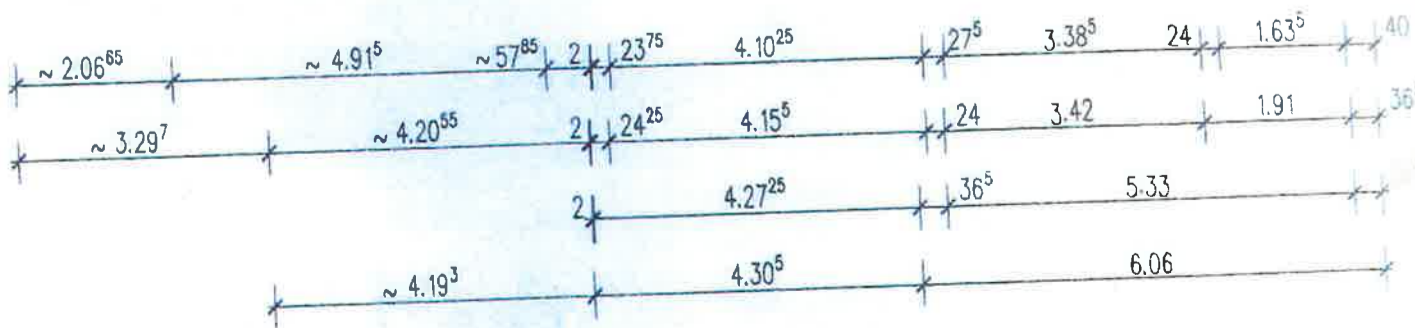 ~ 2.06⁶⁵ ~ 4.91⁵ ~ 57⁸⁵ 2 23⁷⁵ 4.10²⁵ 27⁵ 3.38⁵ 24 1.63⁵ 40
~ 3.29⁷ ~ 4.20⁵⁵ 2 24²⁵ 4.15⁵ 24 3.42 1.91 36
2 4.27²⁵ 36⁵ 5.33
~ 4.19³ 4.30⁵ 6.06